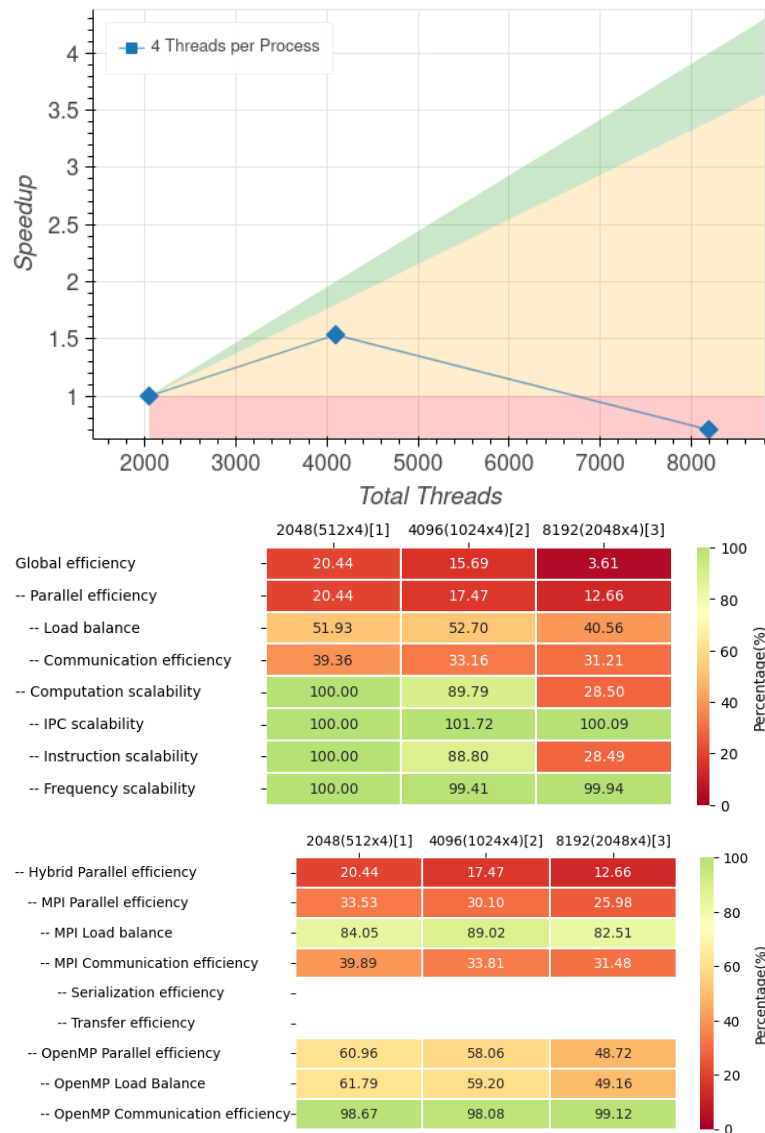 4 Threads per Process
4
3.5
3
2.5
2
1.5
1
Speedup
2000 3000 4000 5000 6000 7000 8000
Total Threads
2048(512x4)[1] 4096(1024x4)[2] 8192(2048x4)[3]
Global efficiency 20.44 15.69 3.61
-- Parallel efficiency 20.44 17.47 12.66
-- Load balance 51.93 52.70 40.56
-- Communication efficiency 39.36 33.16 31.21
-- Computation scalability 100.00 89.79 28.50
-- IPC scalability 100.00 101.72 100.09
-- Instruction scalability 100.00 88.80 28.49
-- Frequency scalability 100.00 99.41 99.94
100
80
60
40
20
0
Percentage(%)
2048(512x4)[1] 4096(1024x4)[2] 8192(2048x4)[3]
-- Hybrid Parallel efficiency 20.44 17.47 12.66
-- MPI Parallel efficiency 33.53 30.10 25.98
-- MPI Load balance 84.05 89.02 82.51
-- MPI Communication efficiency 39.89 33.81 31.48
-- Serialization efficiency
-- Transfer efficiency
-- OpenMP Parallel efficiency 60.96 58.06 48.72
-- OpenMP Load Balance 61.79 59.20 49.16
-- OpenMP Communication efficiency 98.67 98.08 99.12
100
80
60
40
20
0
Percentage(%)